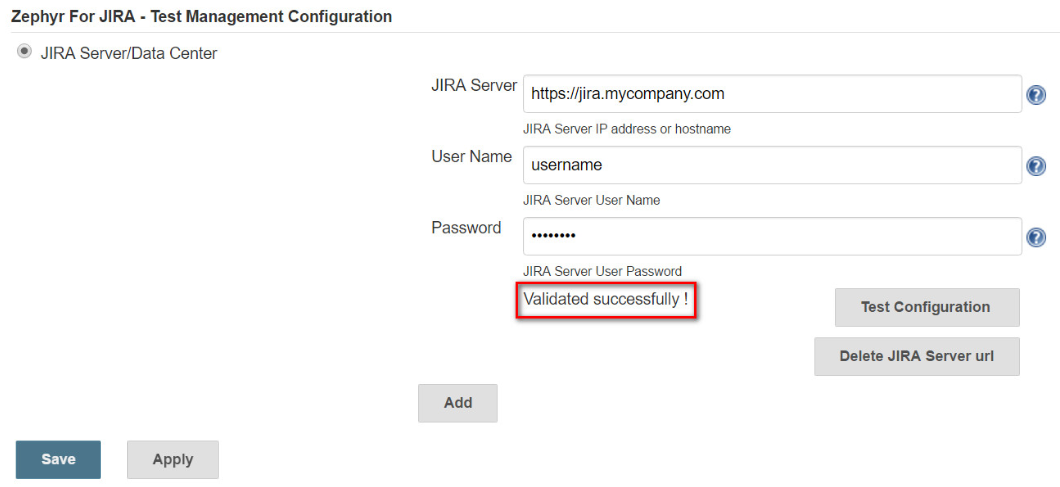 Zephyr For JIRA - Test Management Configuration
JIRA Server/Data Center
JIRA Server
https://jira.mycompany.com
?
JIRA Server IP address or hostname
User Name
username
?
JIRA Server User Name
Password
••••••••
?
JIRA Server User Password
Validated successfully !
Test Configuration
Delete JIRA Server url
Add
Save
Apply